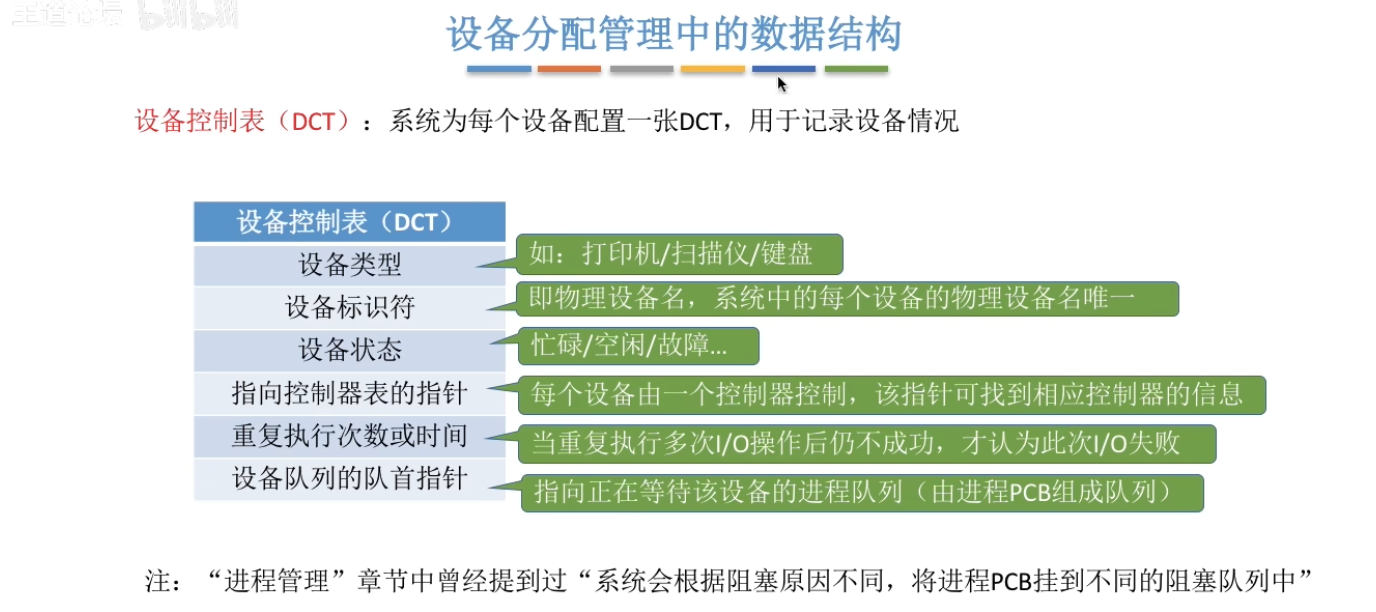 王道论坛 bilibili
设备分配管理中的数据结构
设备控制表（DCT）：系统为每个设备配置一张DCT，用于记录设备情况
设备控制表（DCT）
设备类型
如：打印机/扫描仪/键盘
设备标识符
即物理设备名，系统中的每个设备的物理设备名唯一
设备状态
忙碌/空闲/故障...
指向控制器表的指针
每个设备由一个控制器控制，该指针可找到相应控制器的信息
重复执行次数或时间
当重复执行多次I/O操作后仍不成功，才认为此次I/O失败
设备队列的队首指针
指向正在等待该设备的进程队列（由进程PCB组成队列）
注：“进程管理”章节中曾经提到过“系统会根据阻塞原因不同，将进程PCB挂到不同的阻塞队列中”